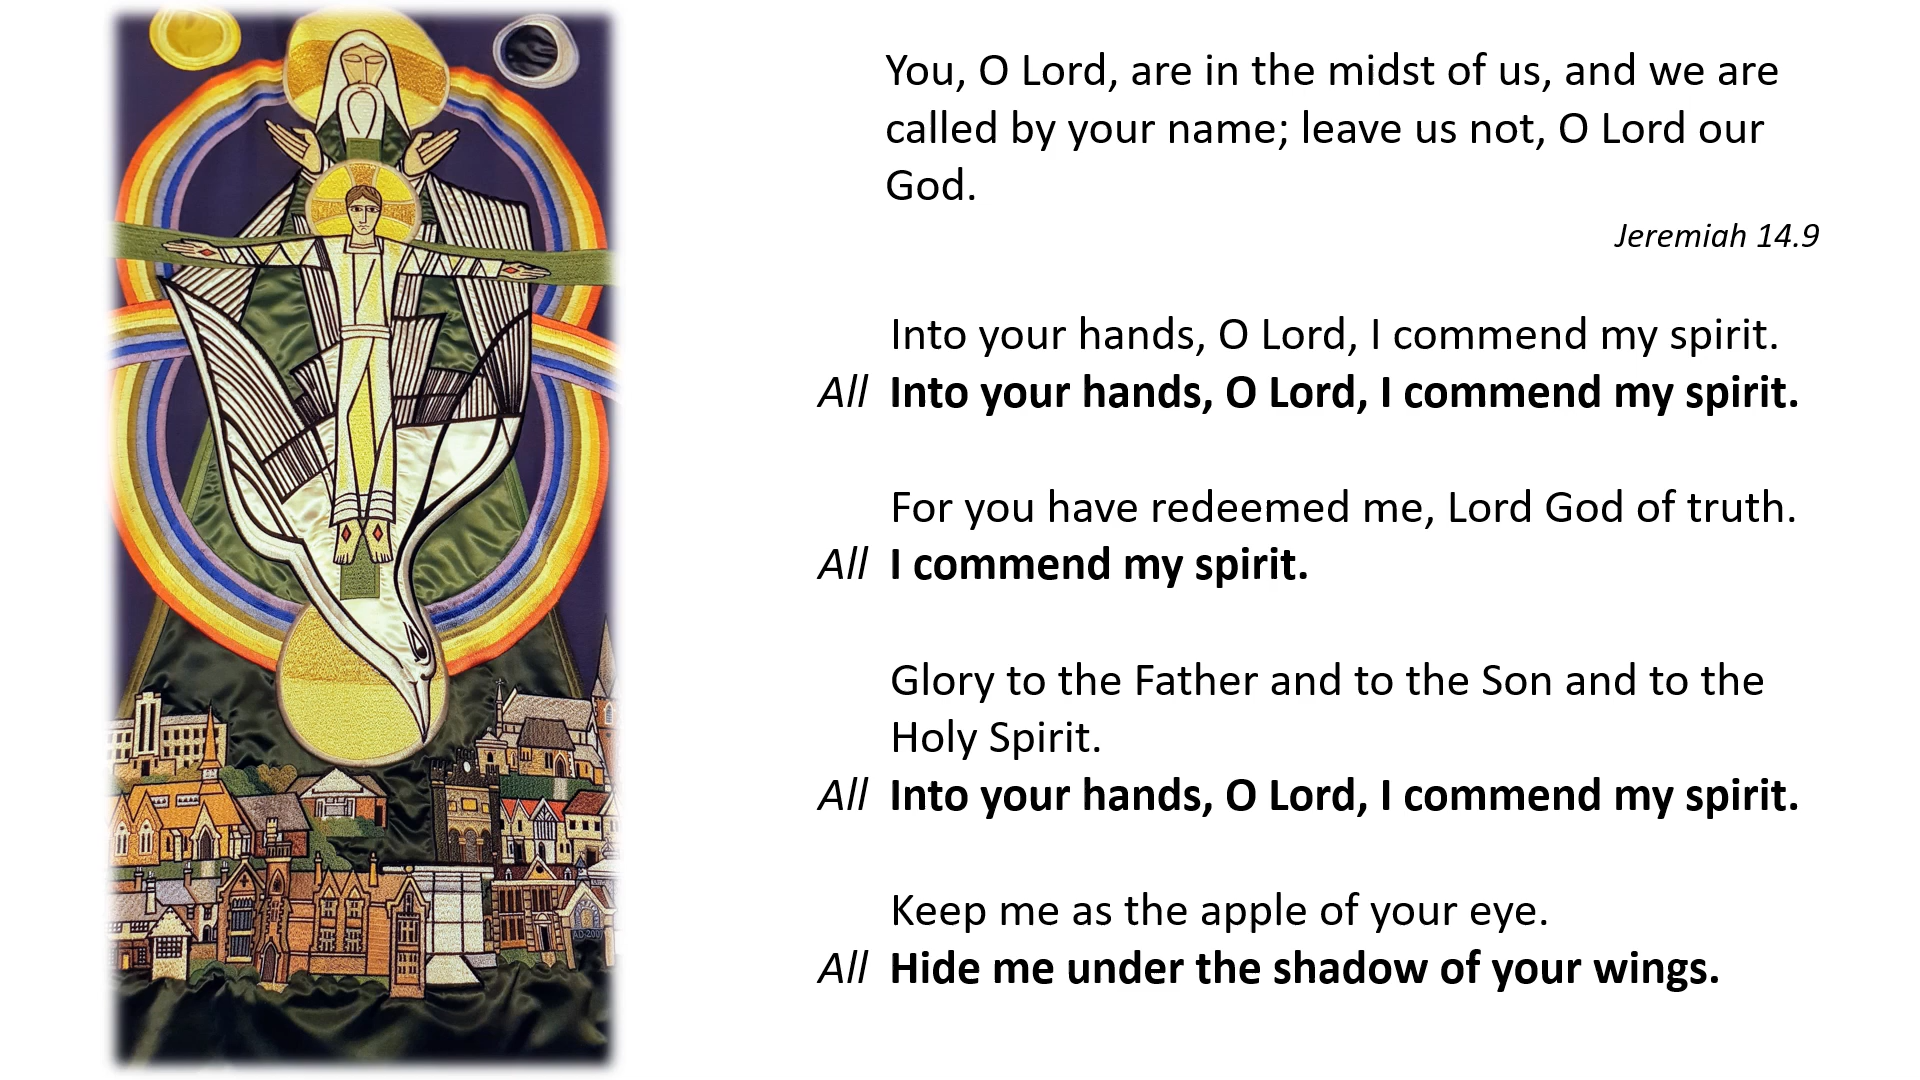 You, O Lord, are in the midst of us, and we are
called by your name; leave us not, O Lord our
God.
Jeremiah 14.9
Into your hands, O Lord, I commend my spirit.
All Into your hands, O Lord, I commend my spirit.
For you have redeemed me, Lord God of truth.
All I commend my spirit.
Glory to the Father and to the Son and to the
Holy Spirit.
All Into your hands, O Lord, I commend my spirit.
Keep me as the apple of your eye.
All Hide me under the shadow of your wings.